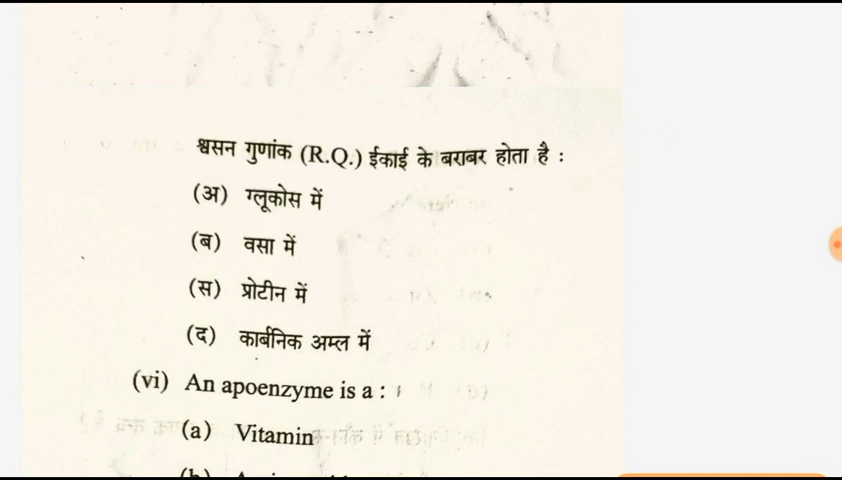 श्वसन गुणांक (R.Q.) ईकाई के बराबर होता है :
(अ) ग्लूकोस में
(ब) वसा में
(स) प्रोटीन में
(द) कार्बनिक अम्ल में
(vi) An apoenzyme is a :
(a) Vitamin